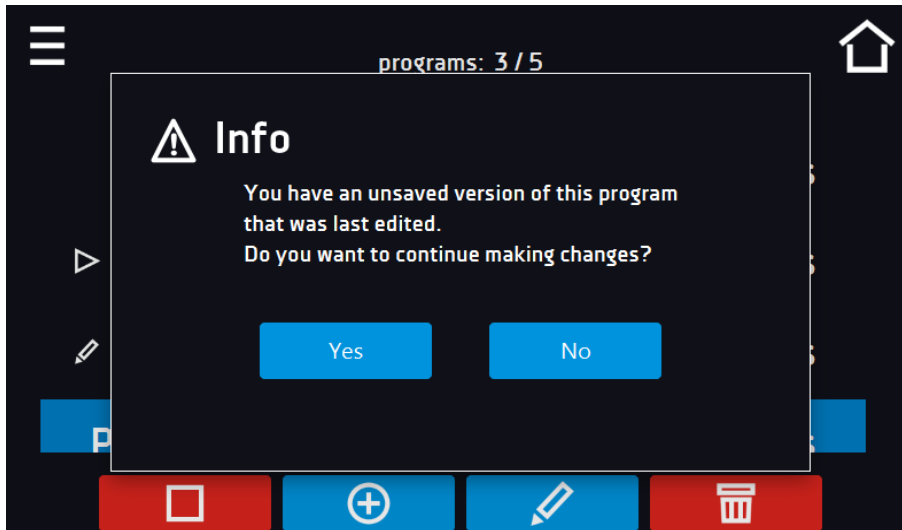 programs: 3 / 5
Info
You have an unsaved version of this program
that was last edited.
Do you want to continue making changes?
Yes
No